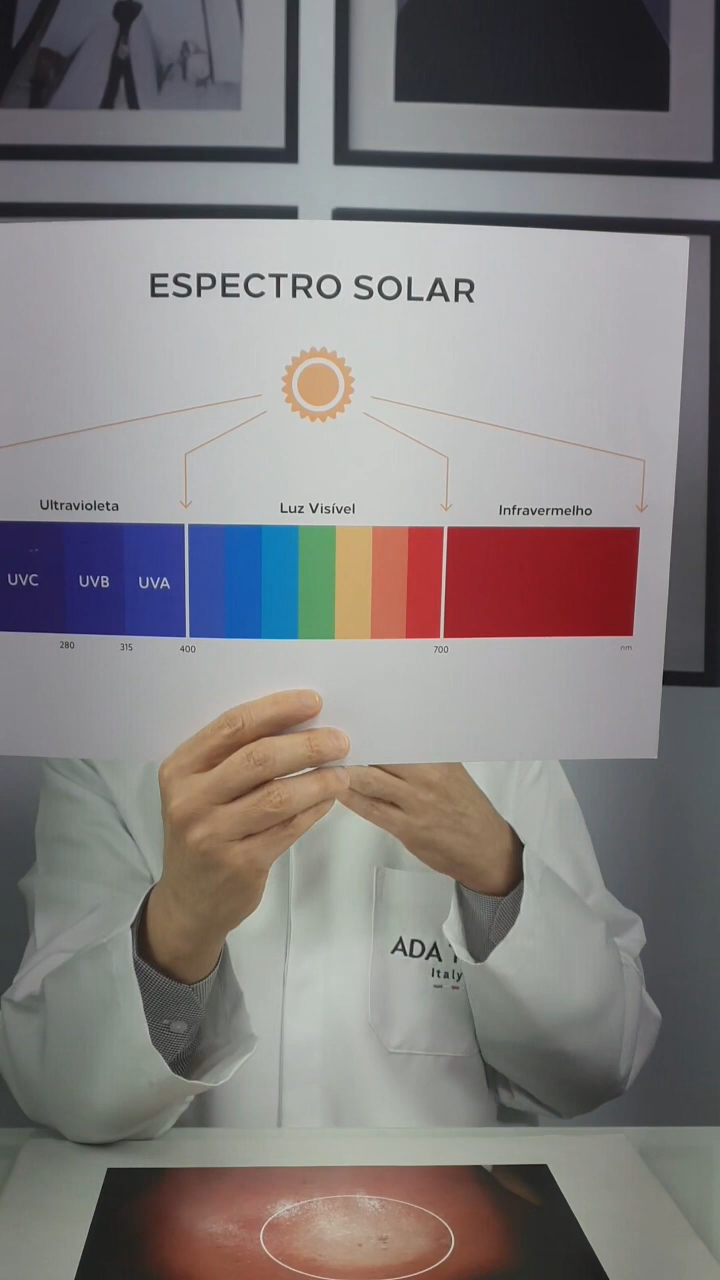 ESPECTRO SOLAR
Ultravioleta Luz Visível Infravermelho
UVC UVB UVA
280 315 400 700 nm
ADA
Italy